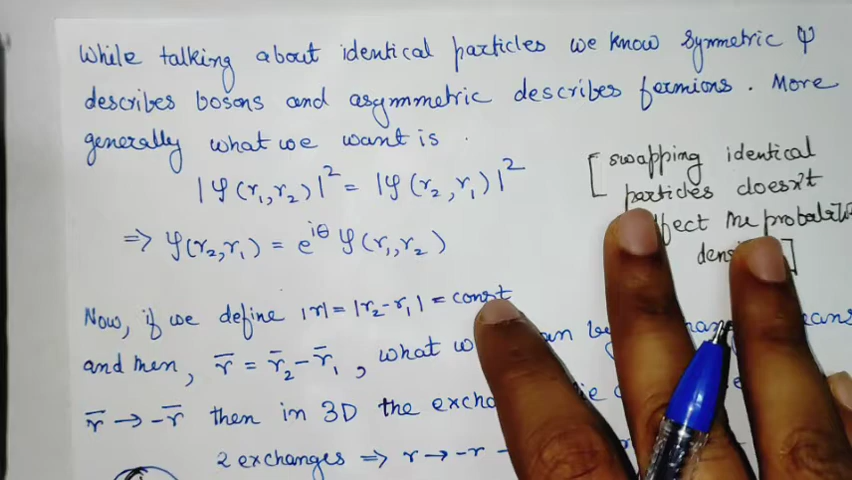 While talking about identical particles we know symmetric φ
describes bosons and asymmetric describes fermions. More
generally what we want is
|φ(r₁,r₂)|² = |φ(r₂,r₁)|²
[swapping identical
particles doesn't
the probability
]
⇒ φ(r₂,r₁) = e^{iθ} φ(r₁,r₂)
Now, if we define |r| = |r₂-r₁| = const
and then, r̄ = r̄₂ - r̄₁, what
r̄ → -r̄ then in 3D the
2 exchanges ⇒ r → -r